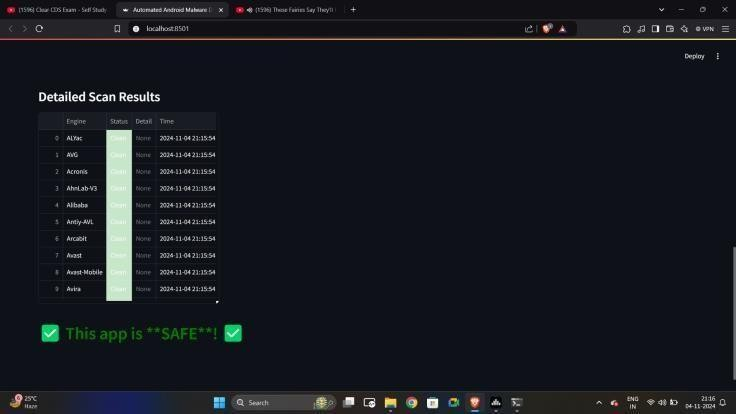 (1596) Clear CDS Exam - Self Study
Automated Android Malware D
(1596) These Fairies Say They'll
localhost:8501
VPN
Deploy
Detailed Scan Results
Engine Status Detail Time
0 ALYac Clean None 2024-11-04 21:15:54
1 AVG Clean None 2024-11-04 21:15:54
2 Acronis Clean None 2024-11-04 21:15:54
3 AhnLab-V3 Clean None 2024-11-04 21:15:54
4 Alibaba Clean None 2024-11-04 21:15:54
5 Antiy-AVL Clean None 2024-11-04 21:15:54
6 Arcabit Clean None 2024-11-04 21:15:54
7 Avast Clean None 2024-11-04 21:15:54
8 Avast-Mobile Clean None 2024-11-04 21:15:54
9 Avira Clean None 2024-11-04 21:15:54
This app is **SAFE**!
25°C
Haze
Search
ENG
IN
21:16
04-11-2024